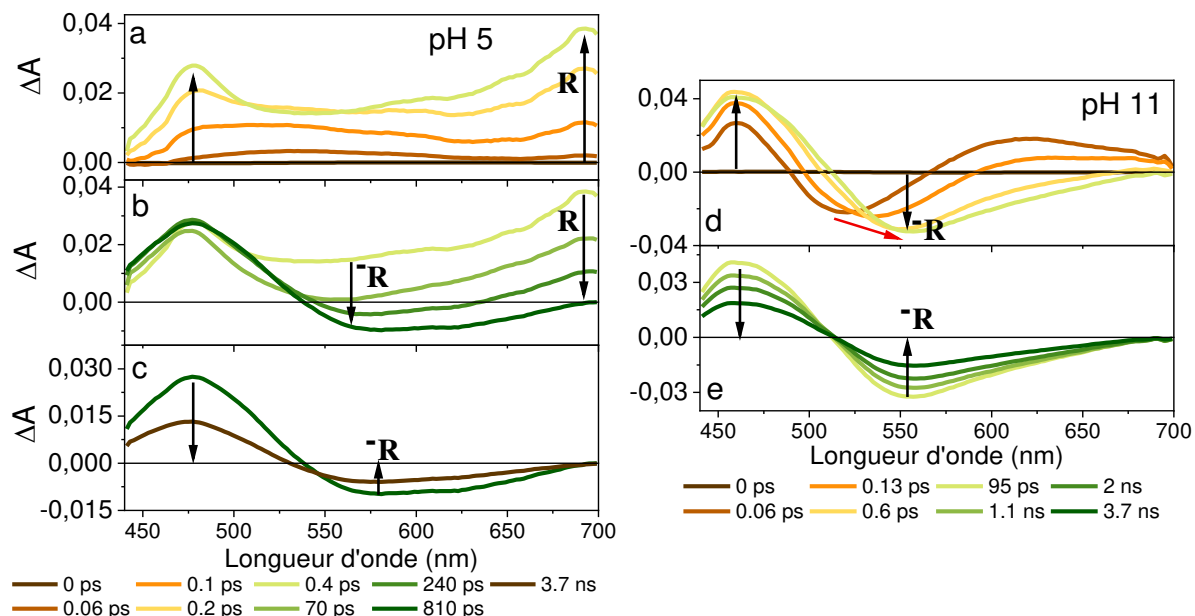 a
pH 5
0,04
0,02
0,00
ΔA
R
b
0,04
0,02
0,00
ΔA
R
-R
c
0,030
0,015
0,000
-0,015
ΔA
-R
450 500 550 600 650 700
Longueur d'onde (nm)
0 ps 0.1 ps 0.4 ps 240 ps 3.7 ns
0.06 ps 0.2 ps 70 ps 810 ps
pH 11
0.04
0.00
-0.04
d
-R
0.03
0.00
-0.03
e
-R
450 500 550 600 650 700
Longueur d'onde (nm)
0 ps 0.13 ps 95 ps 2 ns
0.06 ps 0.6 ps 1.1 ns 3.7 ns